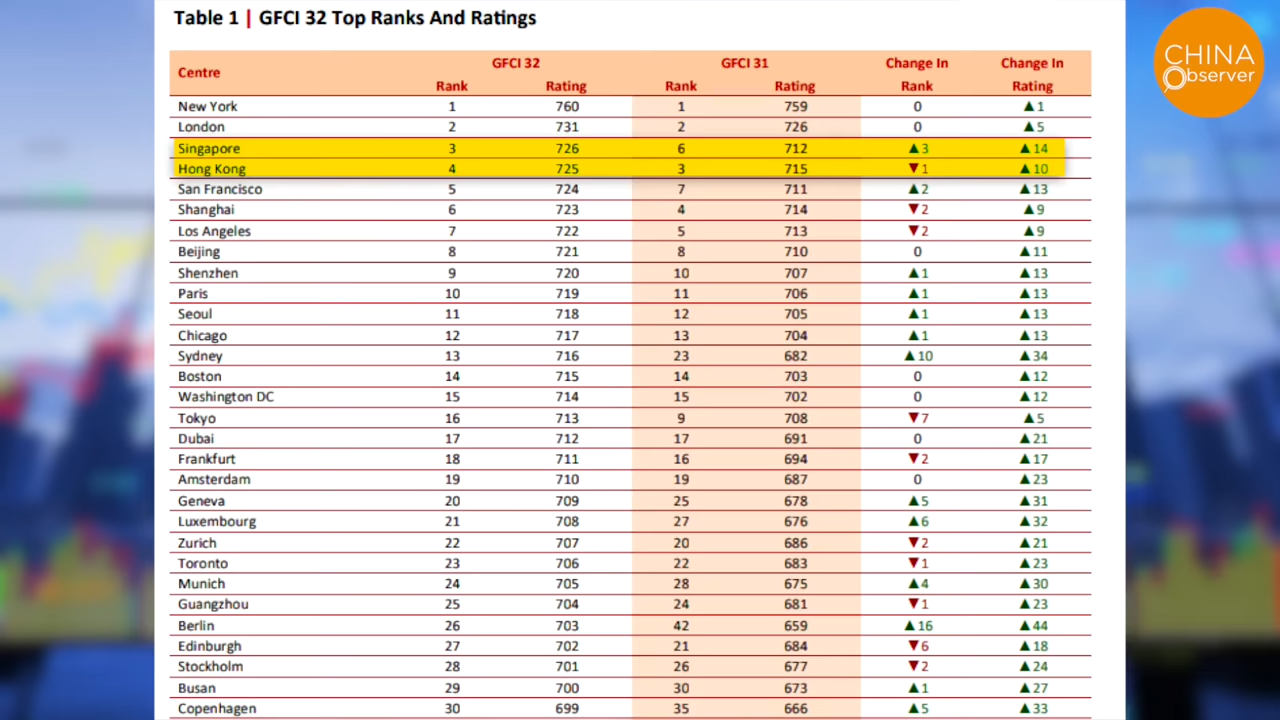 Table 1 | GFCI 32 Top Ranks And Ratings
CHINA
Observer
Centre GFCI 32 GFCI 31 Change In Change In
Rank Rating Rank Rating Rank Rating
New York 1 760 1 759 0 ▲1
London 2 731 2 726 0 ▲5
Singapore 3 726 6 712 ▲3 ▲14
Hong Kong 4 725 3 715 ▼1 ▲10
San Francisco 5 724 7 711 ▲2 ▲13
Shanghai 6 723 4 714 ▼2 ▲9
Los Angeles 7 722 5 713 ▼2 ▲9
Beijing 8 721 8 710 0 ▲11
Shenzhen 9 720 10 707 ▲1 ▲13
Paris 10 719 11 706 ▲1 ▲13
Seoul 11 718 12 705 ▲1 ▲13
Chicago 12 717 13 704 ▲1 ▲13
Sydney 13 716 23 682 ▲10 ▲34
Boston 14 715 14 703 0 ▲12
Washington DC 15 714 15 702 0 ▲12
Tokyo 16 713 9 708 ▼7 ▲5
Dubai 17 712 17 691 0 ▲21
Frankfurt 18 711 16 694 ▼2 ▲17
Amsterdam 19 710 19 687 0 ▲23
Geneva 20 709 25 678 ▲5 ▲31
Luxembourg 21 708 27 676 ▲6 ▲32
Zurich 22 707 20 686 ▼2 ▲21
Toronto 23 706 22 683 ▼1 ▲23
Munich 24 705 28 675 ▲4 ▲30
Guangzhou 25 704 24 681 ▼1 ▲23
Berlin 26 703 42 659 ▲16 ▲44
Edinburgh 27 702 21 684 ▼6 ▲18
Stockholm 28 701 26 677 ▼2 ▲24
Busan 29 700 30 673 ▲1 ▲27
Copenhagen 30 699 35 666 ▲5 ▲33